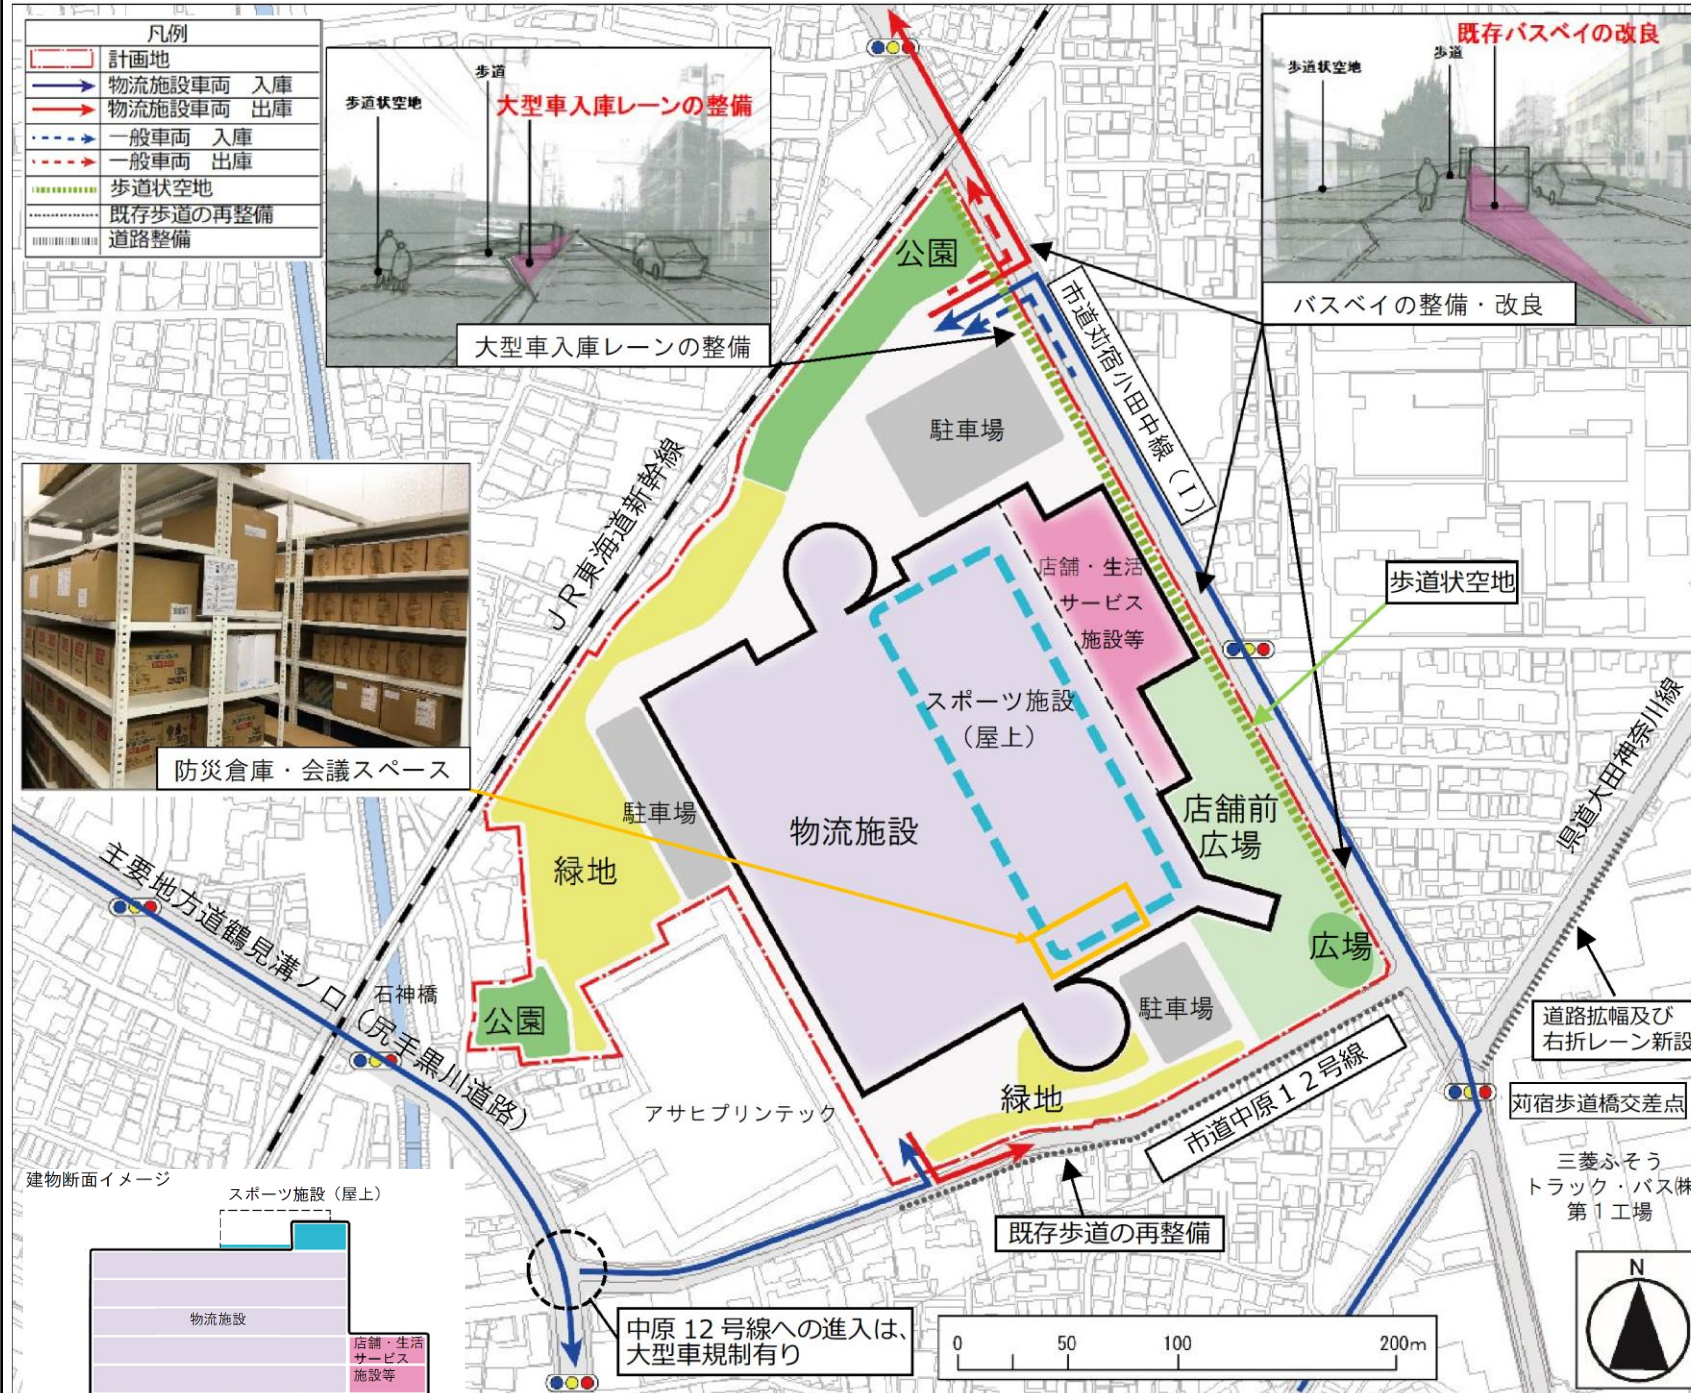 凡例
計画地
物流施設車両　入庫
物流施設車両　出庫
一般車両　入庫
一般車両　出庫
歩道状空地
既存歩道の再整備
道路整備
歩道状空地
歩道
大型車入庫レーンの整備
大型車入庫レーンの整備
既存バスベイの改良
歩道
歩道状空地
バスベイの整備・改良
公園
市道苅宿小田中線（Ⅰ）
駐車場
ＪＲ東海道新幹線
店舗・生活
サービス
施設等
歩道状空地
スポーツ施設
（屋上）
防災倉庫・会議スペース
駐車場
物流施設
店舗前
広場
県道大田神奈川線
緑地
主要地方道鶴見溝ノ口（尻手黒川道路）
石神橋
公園
広場
駐車場
道路拡幅及び
右折レーン新設
緑地
市道中原１２号線
苅宿歩道橋交差点
アサヒプリンテック
三菱ふそう
トラック・バス㈱
第１工場
既存歩道の再整備
建物断面イメージ
スポーツ施設（屋上）
物流施設
店舗・生活
サービス
施設等
中原 12 号線への進入は、
大型車規制有り
0 50 100 200m
N